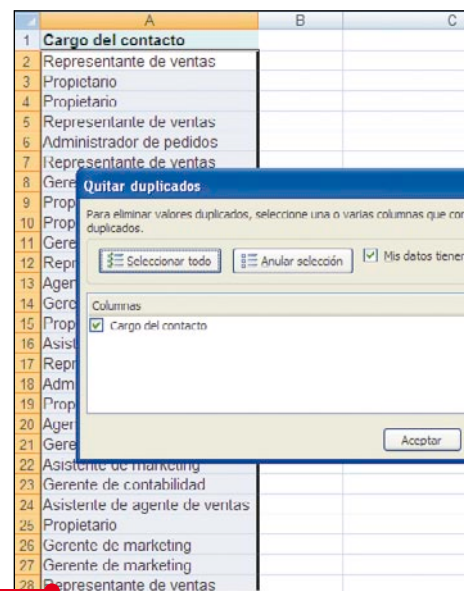 A B C
1 Cargo del contacto
2 Representante de ventas
3 Propietario
4 Propietario
5 Representante de ventas
6 Administrador de pedidos
7 Representante de ventas
8 Gere
9 Prop
10 Prop
11 Gere
12 Repr
13 Agen
14 Gere
15 Prop
16 Asist
17 Repr
18 Adm
19 Prop
20 Agen
21 Gere
Quitar duplicados
Para eliminar valores duplicados, seleccione una o varias columnas que con
duplicados.
Seleccionar todo Anular selección Mis datos tienen
Columnas
Cargo del contacto
Aceptar
22 Asistente de marketing
23 Gerente de contabilidad
24 Asistente de agente de ventas
25 Propietario
26 Gerente de marketing
27 Gerente de marketing
28 Representante de ventas